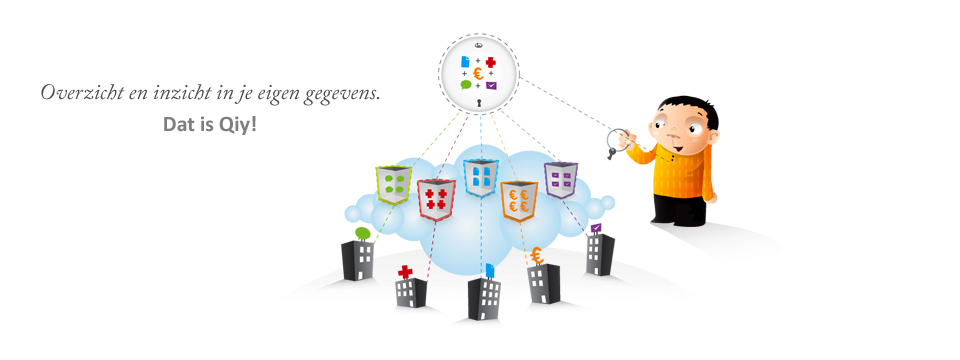 Overzicht en inzicht in je eigen gegevens.
Dat is Qiy!